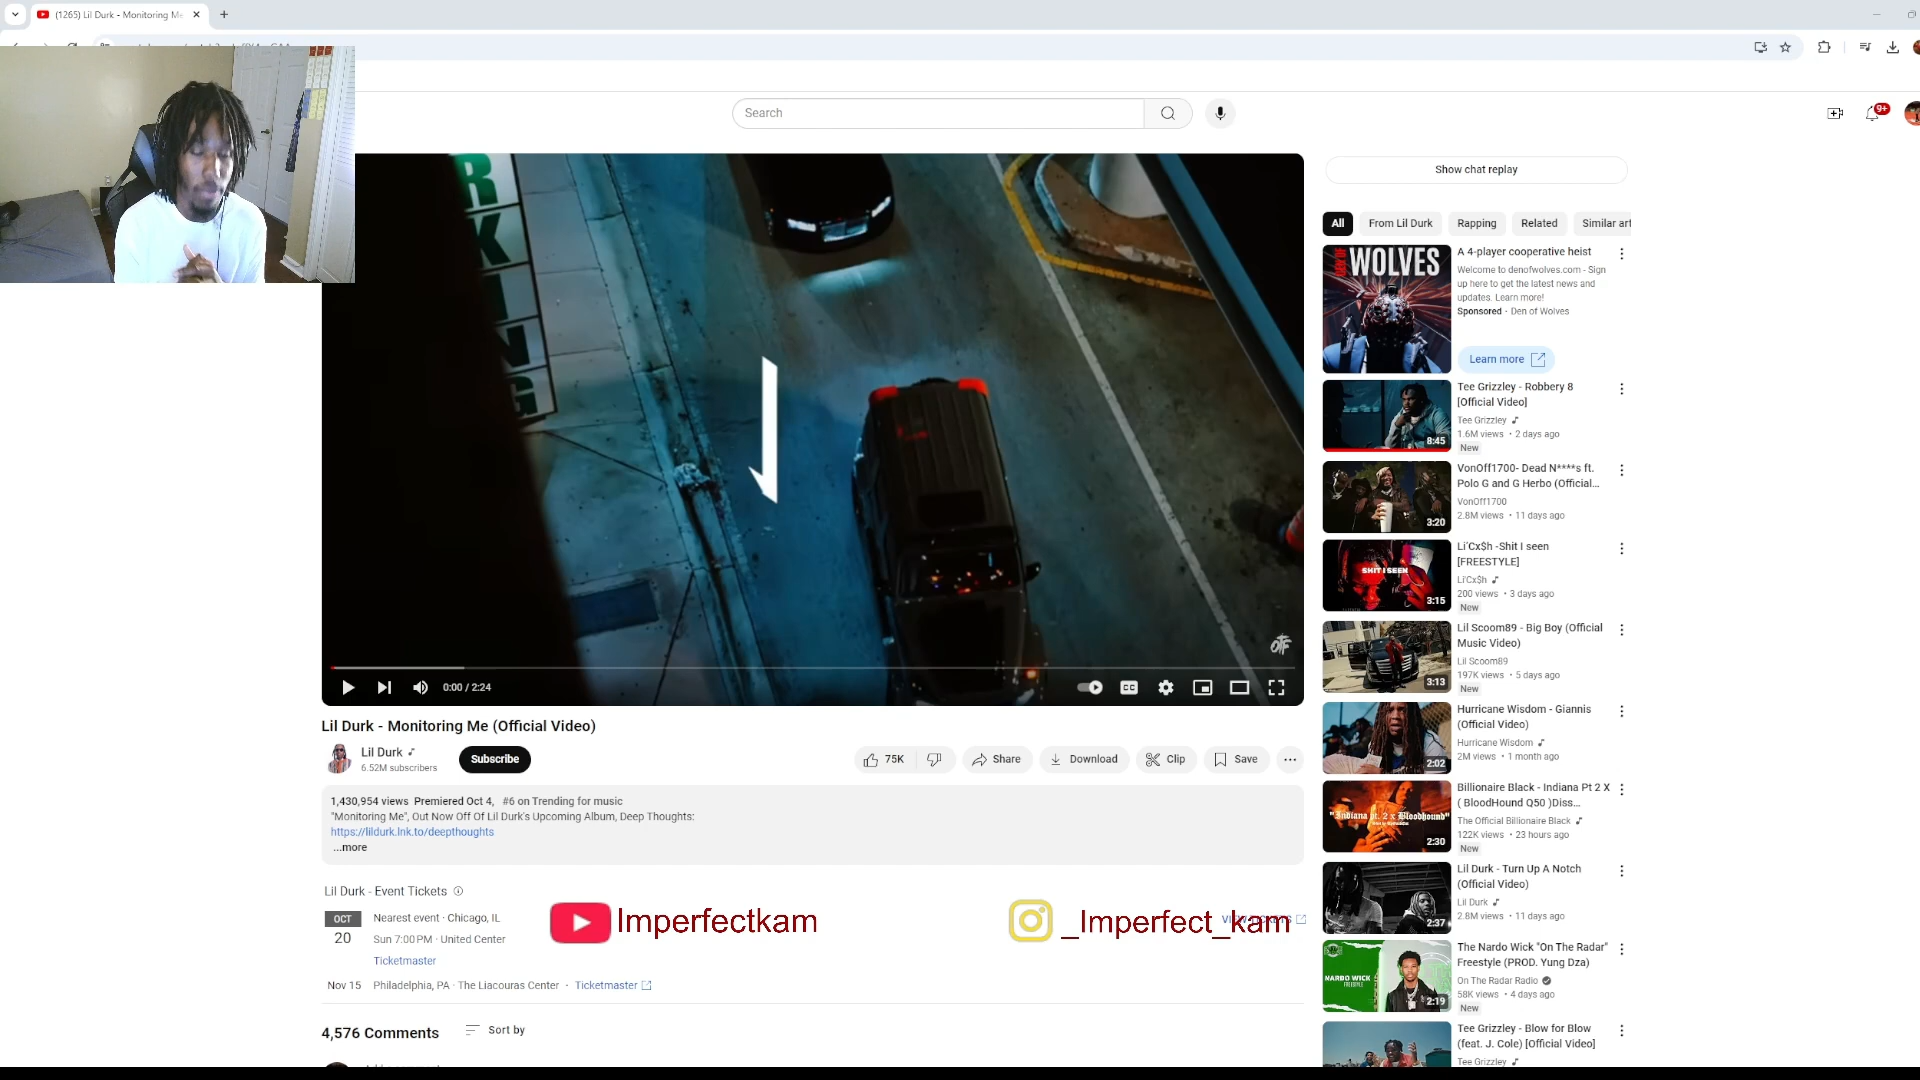 (1265) Lil Durk - Monitoring Me
Search
9+
Show chat replay
All
From Lil Durk
Rapping
Related
Similar art
WOLVES
A 4-player cooperative heist
Welcome to denofwolves.com - Sign
up here to get the latest news and
updates. Learn more!
Sponsored · Den of Wolves
Learn more
Tee Grizzley - Robbery 8
[Official Video]
Tee Grizzley
1.6M views • 2 days ago
New
8:45
VonOff1700- Dead N****s ft.
Polo G and G Herbo (Official...
VonOff1700
2.8M views • 11 days ago
3:20
Li'Cx$h -Shit I seen
[FREESTYLE]
Li'Cx$h
200 views • 3 days ago
New
SHIT I SEEN
3:15
Lil Scoom89 - Big Boy (Official
Music Video)
Lil Scoom89
197K views • 5 days ago
New
3:13
Hurricane Wisdom - Giannis
(Official Video)
Hurricane Wisdom
2M views • 1 month ago
2:02
Billionaire Black - Indiana Pt 2 X
( BloodHound Q50 )Diss...
The Official Billionaire Black
122K views • 23 hours ago
New
"Indiana pt. 2 x Bloodhound"
2:30
Lil Durk - Turn Up A Notch
(Official Video)
Lil Durk
2.8M views • 11 days ago
2:37
The Nardo Wick "On The Radar"
Freestyle (PROD. Yung Dza)
On The Radar Radio
58K views • 4 days ago
New
NARDO WICK
FREESTYLE
2:19
Tee Grizzley - Blow for Blow
(feat. J. Cole) [Official Video]
Tee Grizzley
RKING
OTF
0:00 / 2:24
CC
Lil Durk - Monitoring Me (Official Video)
Lil Durk
6.52M subscribers
Subscribe
75K
Share
Download
Clip
Save
1,430,954 views Premiered Oct 4, #6 on Trending for music
"Monitoring Me", Out Now Off Of Lil Durk's Upcoming Album, Deep Thoughts:
https://lildurk.lnk.to/deepthoughts
...more
Lil Durk - Event Tickets
OCT
20
Nearest event · Chicago, IL
Sun 7:00 PM · United Center
Ticketmaster
Imperfectkam
_Imperfect_kam
Nov 15 Philadelphia, PA · The Liacouras Center · Ticketmaster
4,576 Comments
Sort by